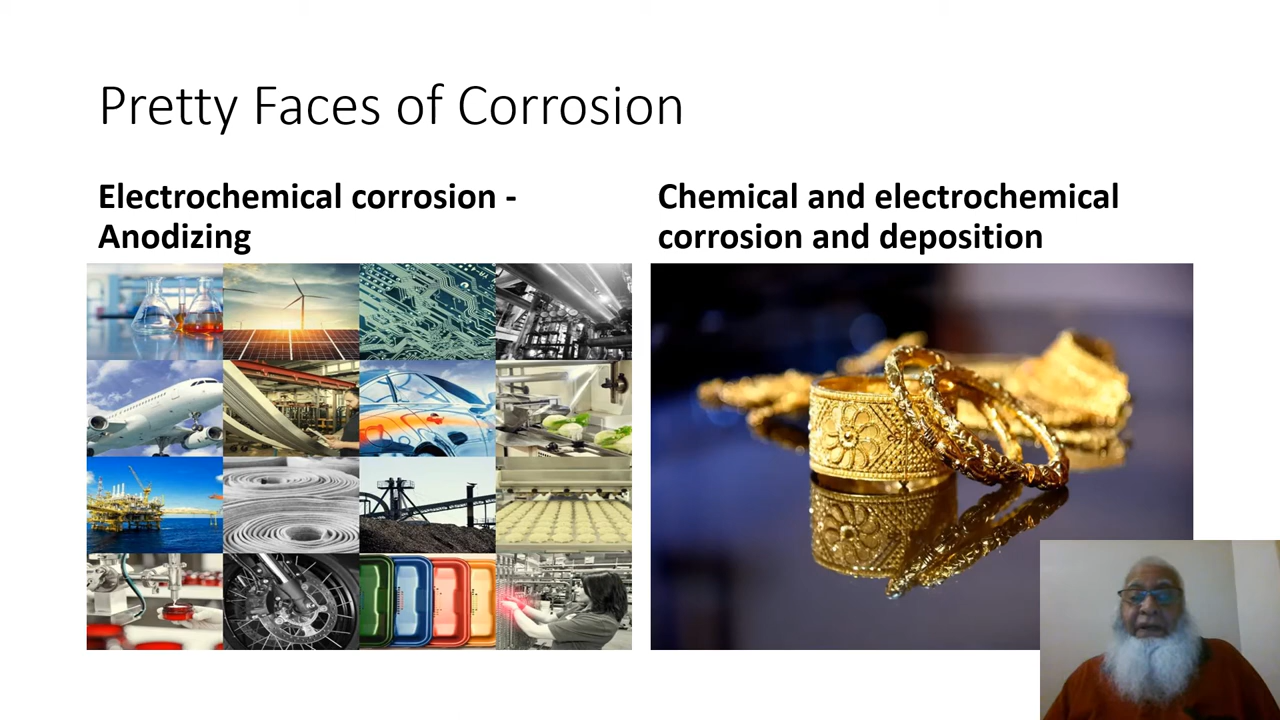 Pretty Faces of Corrosion
Electrochemical corrosion -
Anodizing
Chemical and electrochemical
corrosion and deposition